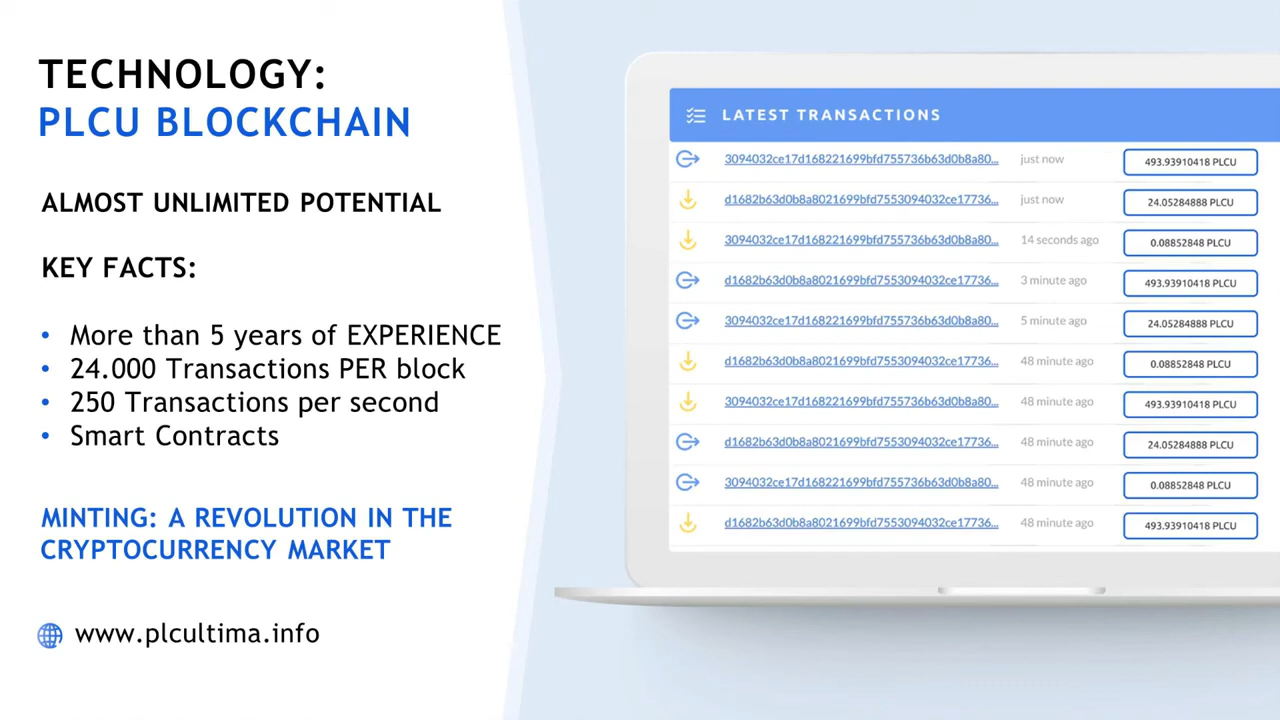 TECHNOLOGY:
PLCU BLOCKCHAIN
ALMOST UNLIMITED POTENTIAL
KEY FACTS:
• More than 5 years of EXPERIENCE
• 24.000 Transactions PER block
• 250 Transactions per second
• Smart Contracts
MINTING: A REVOLUTION IN THE
CRYPTOCURRENCY MARKET
www.plcultima.info
LATEST TRANSACTIONS
3094032ce17d168221699bfd755736b63d0b8a80... just now 493.93910418 PLCU
d1682b63d0b8a8021699bfd7553094032ce17736... just now 24.05284888 PLCU
3094032ce17d168221699bfd755736b63d0b8a80... 14 seconds ago 0.08852848 PLCU
d1682b63d0b8a8021699bfd7553094032ce17736... 3 minute ago 493.93910418 PLCU
3094032ce17d168221699bfd755736b63d0b8a80... 5 minute ago 24.05284888 PLCU
d1682b63d0b8a8021699bfd7553094032ce17736... 48 minute ago 0.08852848 PLCU
3094032ce17d168221699bfd755736b63d0b8a80... 48 minute ago 493.93910418 PLCU
d1682b63d0b8a8021699bfd7553094032ce17736... 48 minute ago 24.05284888 PLCU
3094032ce17d168221699bfd755736b63d0b8a80... 48 minute ago 0.08852848 PLCU
d1682b63d0b8a8021699bfd7553094032ce17736... 48 minute ago 493.93910418 PLCU